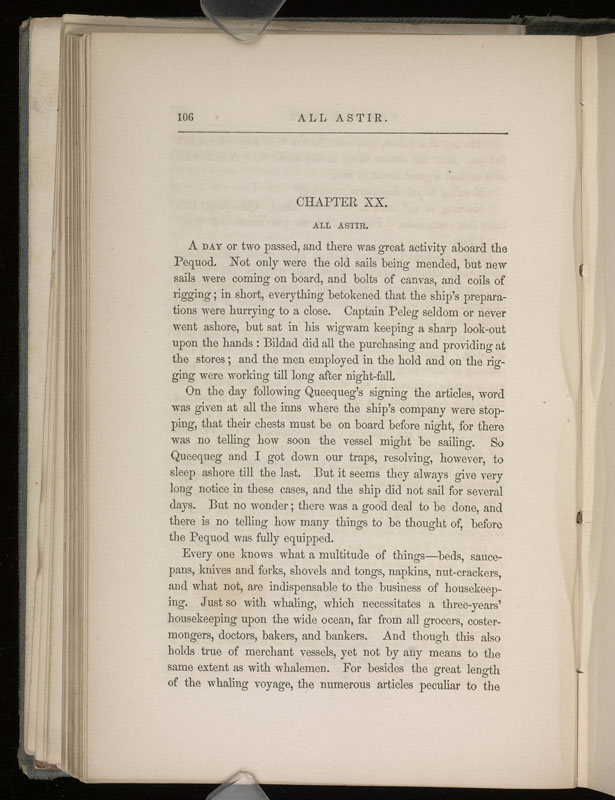 106 ALL ASTIR.
CHAPTER XX.
ALL ASTIR.
A DAY or two passed, and there was great activity aboard the
Pequod. Not only were the old sails being mended, but new
sails were coming on board, and bolts of canvas, and coils of
rigging; in short, everything betokened that the ship's prepara-
tions were hurrying to a close. Captain Peleg seldom or never
went ashore, but sat in his wigwam keeping a sharp look-out
upon the hands: Bildad did all the purchasing and providing at
the stores; and the men employed in the hold and on the rig-
ging were working till long after night-fall.
On the day following Queequeg's signing the articles, word
was given at all the inns where the ship's company were stop-
ping, that their chests must be on board before night, for there
was no telling how soon the vessel might be sailing. So
Queequeg and I got down our traps, resolving, however, to
sleep ashore till the last. But it seems they always give very
long notice in these cases, and the ship did not sail for several
days. But no wonder; there was a good deal to be done, and
there is no telling how many things to be thought of, before
the Pequod was fully equipped.
Every one knows what a multitude of things—beds, sauce-
pans, knives and forks, shovels and tongs, napkins, nut-crackers,
and what not, are indispensable to the business of housekeep-
ing. Just so with whaling, which necessitates a three-years'
housekeeping upon the wide ocean, far from all grocers, coster-
mongers, doctors, bakers, and bankers. And though this also
holds true of merchant vessels, yet not by any means to the
same extent as with whalemen. For besides the great length
of the whaling voyage, the numerous articles peculiar to the